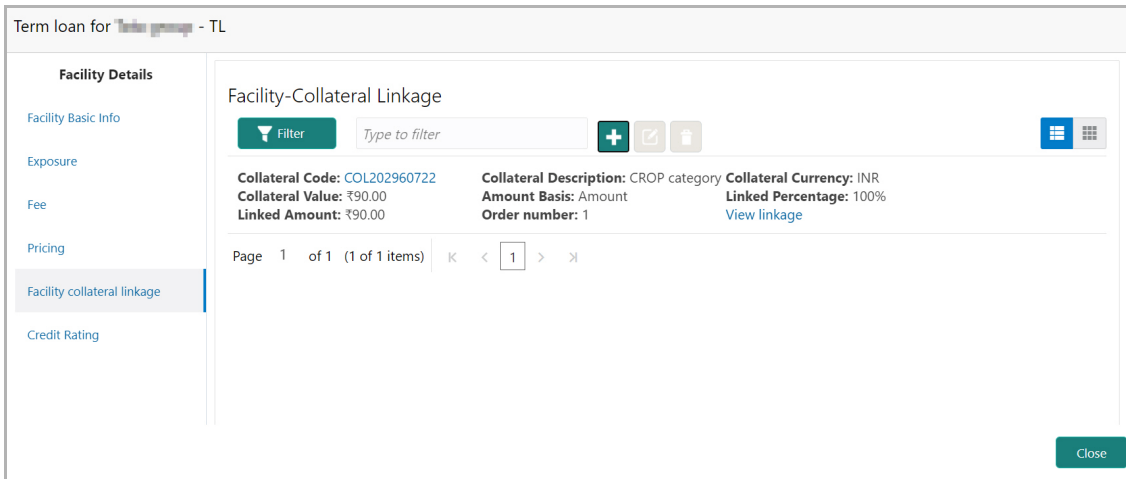 Term loan for - TL
Facility Details
Facility Basic Info
Exposure
Fee
Pricing
Facility collateral linkage
Credit Rating
Facility-Collateral Linkage
Filter
Type to filter
Collateral Code: COL202960722 Collateral Description: CROP category Collateral Currency: INR
Collateral Value: ₹90.00 Amount Basis: Amount Linked Percentage: 100%
Linked Amount: ₹90.00 Order number: 1 View linkage
Page 1 of 1 (1 of 1 items) 1
Close